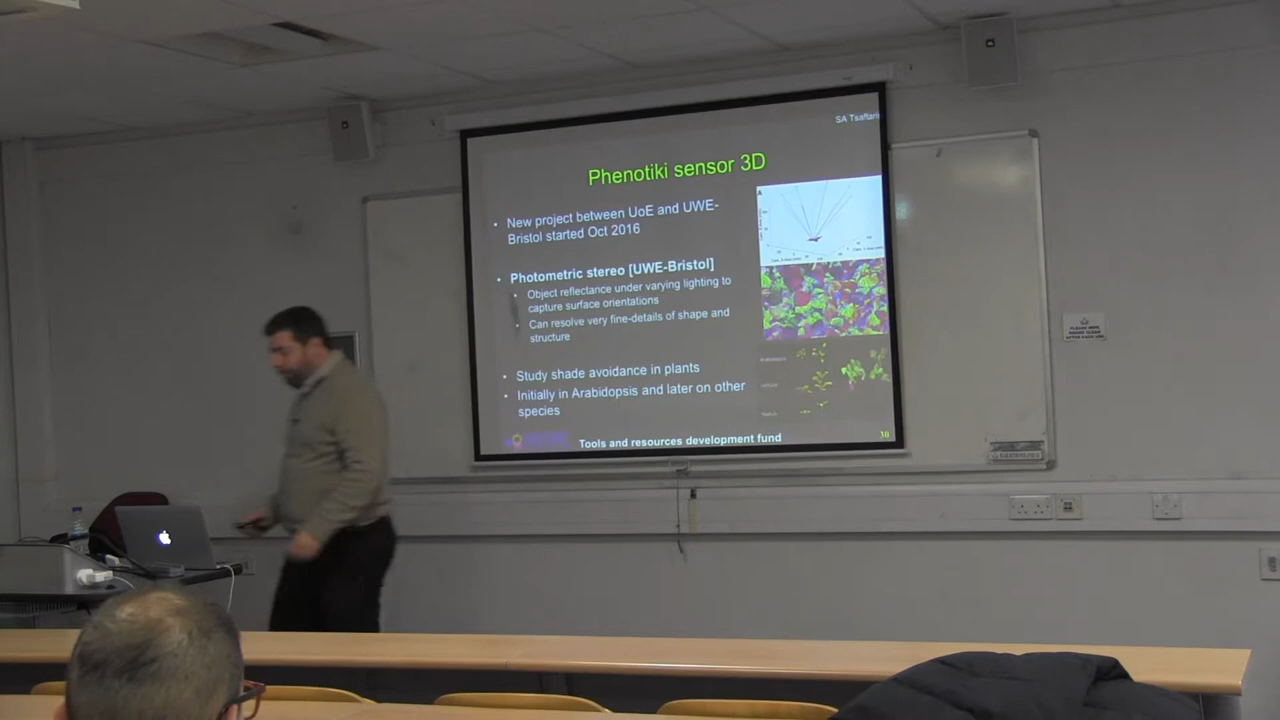 SA Tsaftari
Phenotiki sensor 3D
• New project between UoE and UWE-
Bristol started Oct 2016
• Photometric stereo [UWE-Bristol]
• Object reflectance under varying lighting to
capture surface orientations
• Can resolve very fine-details of shape and
structure
• Study shade avoidance in plants
• Initially in Arabidopsis and later on other
species
Tools and resources development fund
30
A